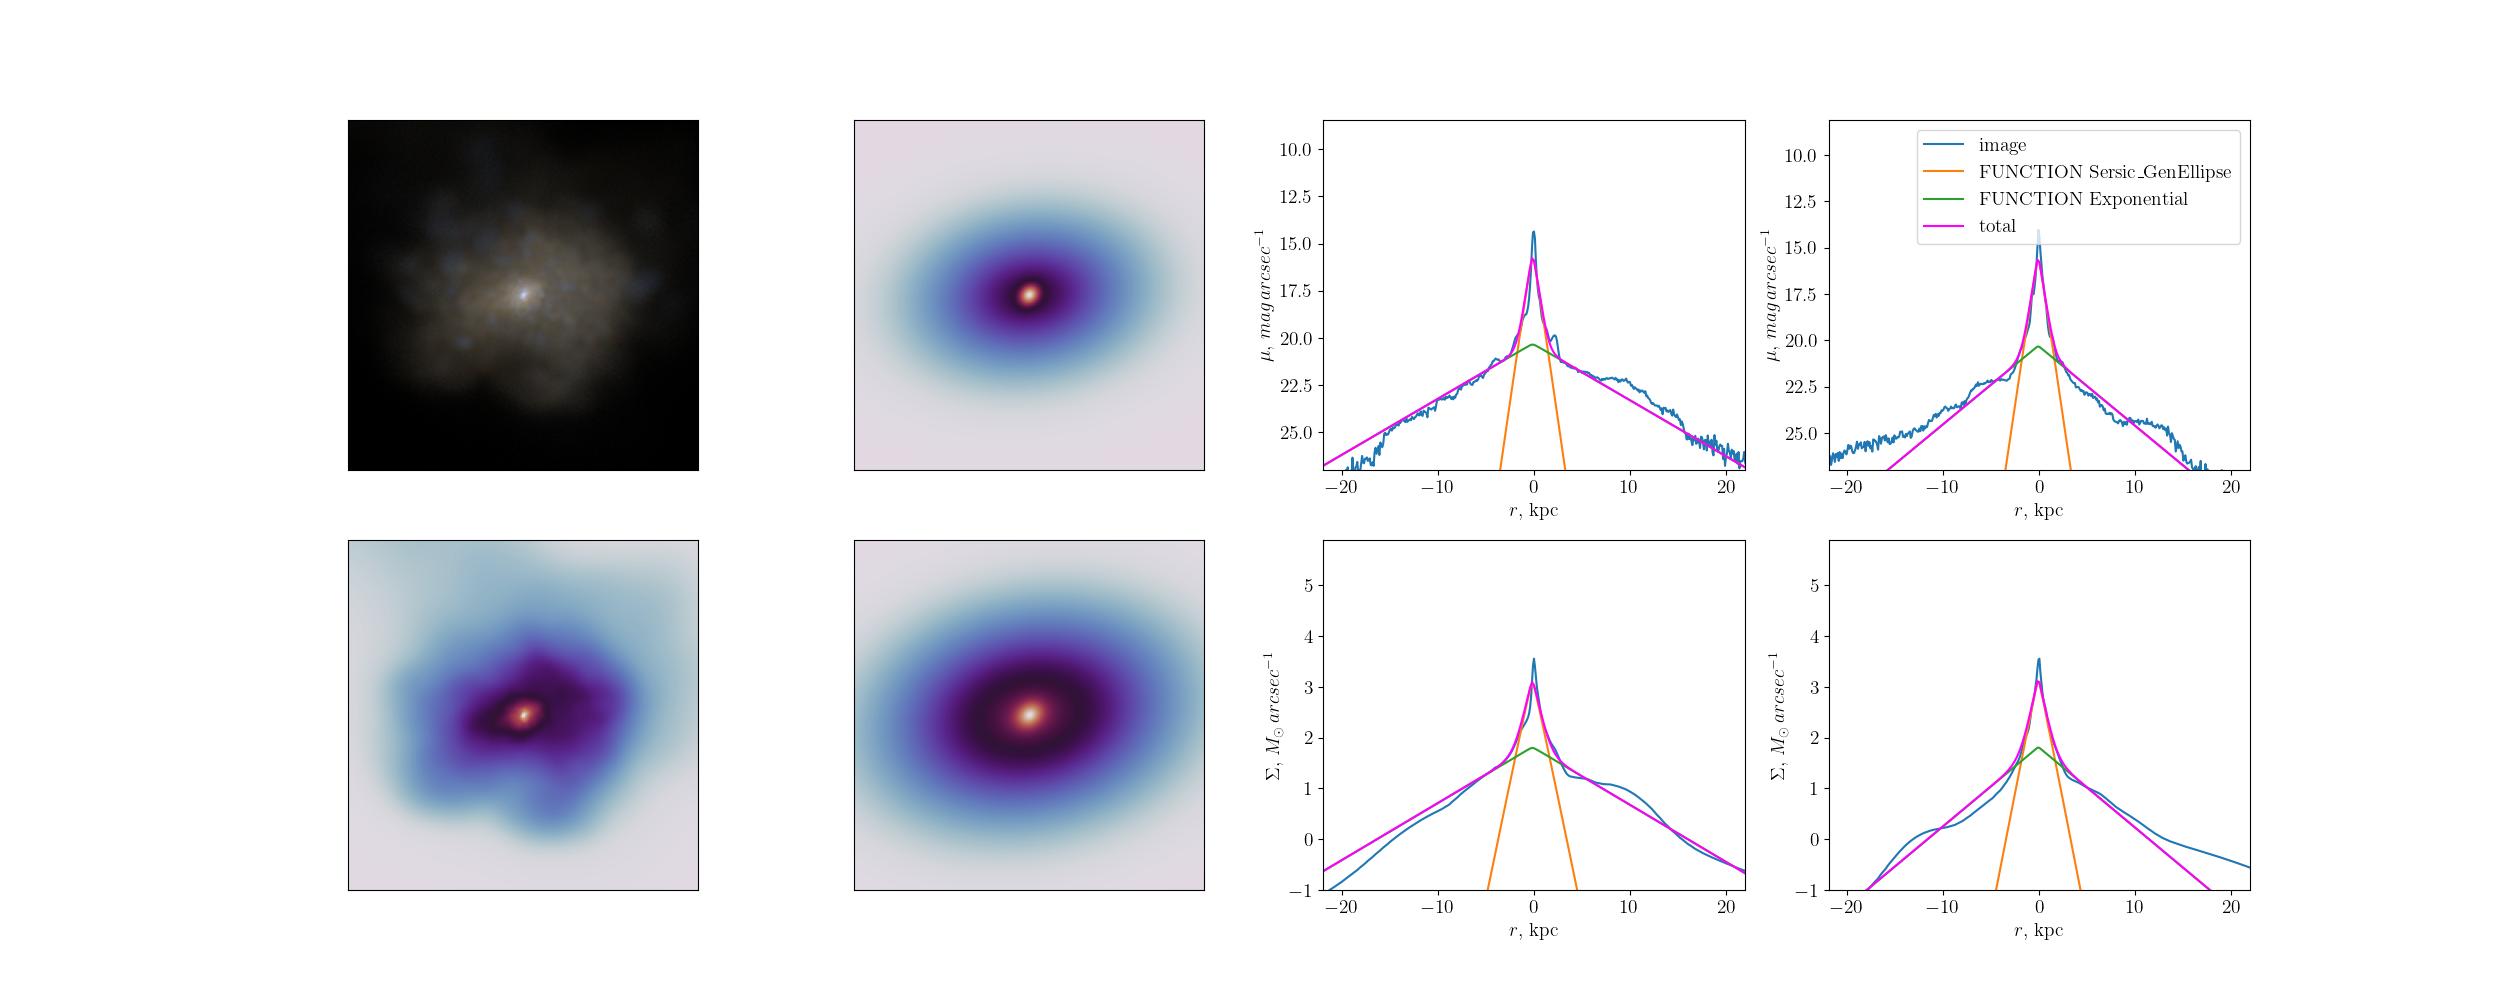 image
FUNCTION Sersic_GenEllipse
FUNCTION Exponential
total
10.0
12.5
15.0
17.5
20.0
22.5
25.0
μ, mag arcsec⁻¹
−20 −10 0 10 20
r, kpc
10.0
12.5
15.0
17.5
20.0
22.5
25.0
μ, mag arcsec⁻¹
−20 −10 0 10 20
r, kpc
5
4
3
2
1
0
−1
Σ, M⊙ arcsec⁻¹
−20 −10 0 10 20
r, kpc
5
4
3
2
1
0
−1
Σ, M⊙ arcsec⁻¹
−20 −10 0 10 20
r, kpc